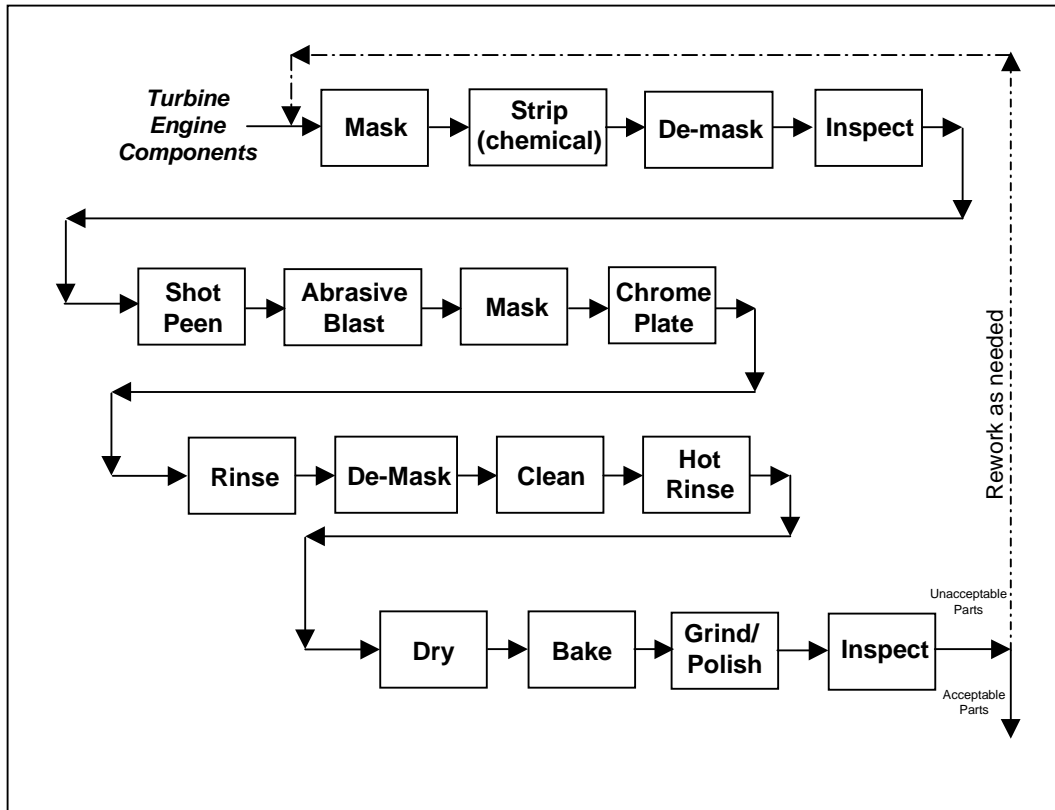 Turbine
Engine
Components
Mask
Strip
(chemical)
De-mask
Inspect
Shot
Peen
Abrasive
Blast
Mask
Chrome
Plate
Rinse
De-Mask
Clean
Hot
Rinse
Dry
Bake
Grind/
Polish
Inspect
Unacceptable
Parts
Acceptable
Parts
Rework as needed